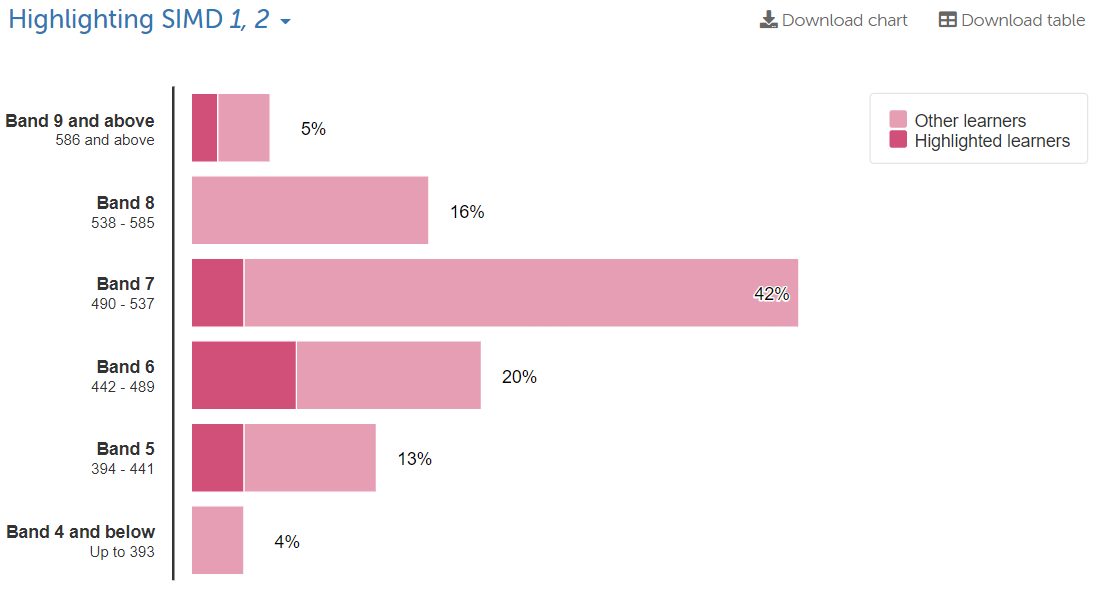 Highlighting SIMD 1, 2
Download chart
Download table
Other learners
Highlighted learners
Band 9 and above
586 and above
5%
Band 8
538 - 585
16%
Band 7
490 - 537
42%
Band 6
442 - 489
20%
Band 5
394 - 441
13%
Band 4 and below
Up to 393
4%